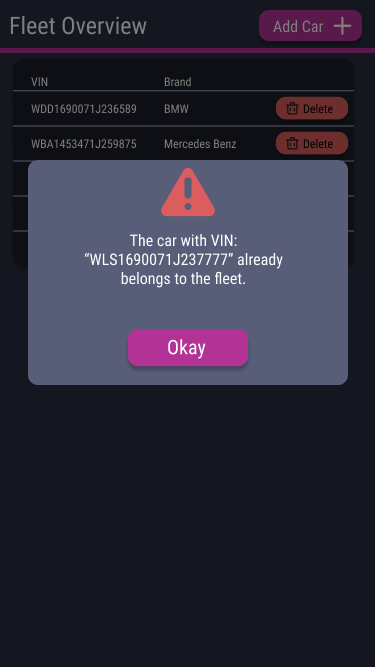 Fleet Overview
Add Car
VIN Brand
WDD1690071J236589 BMW Delete
WBA1453471J259875 Mercedes Benz Delete
The car with VIN:
“WLS1690071J237777” already
belongs to the fleet.
Okay